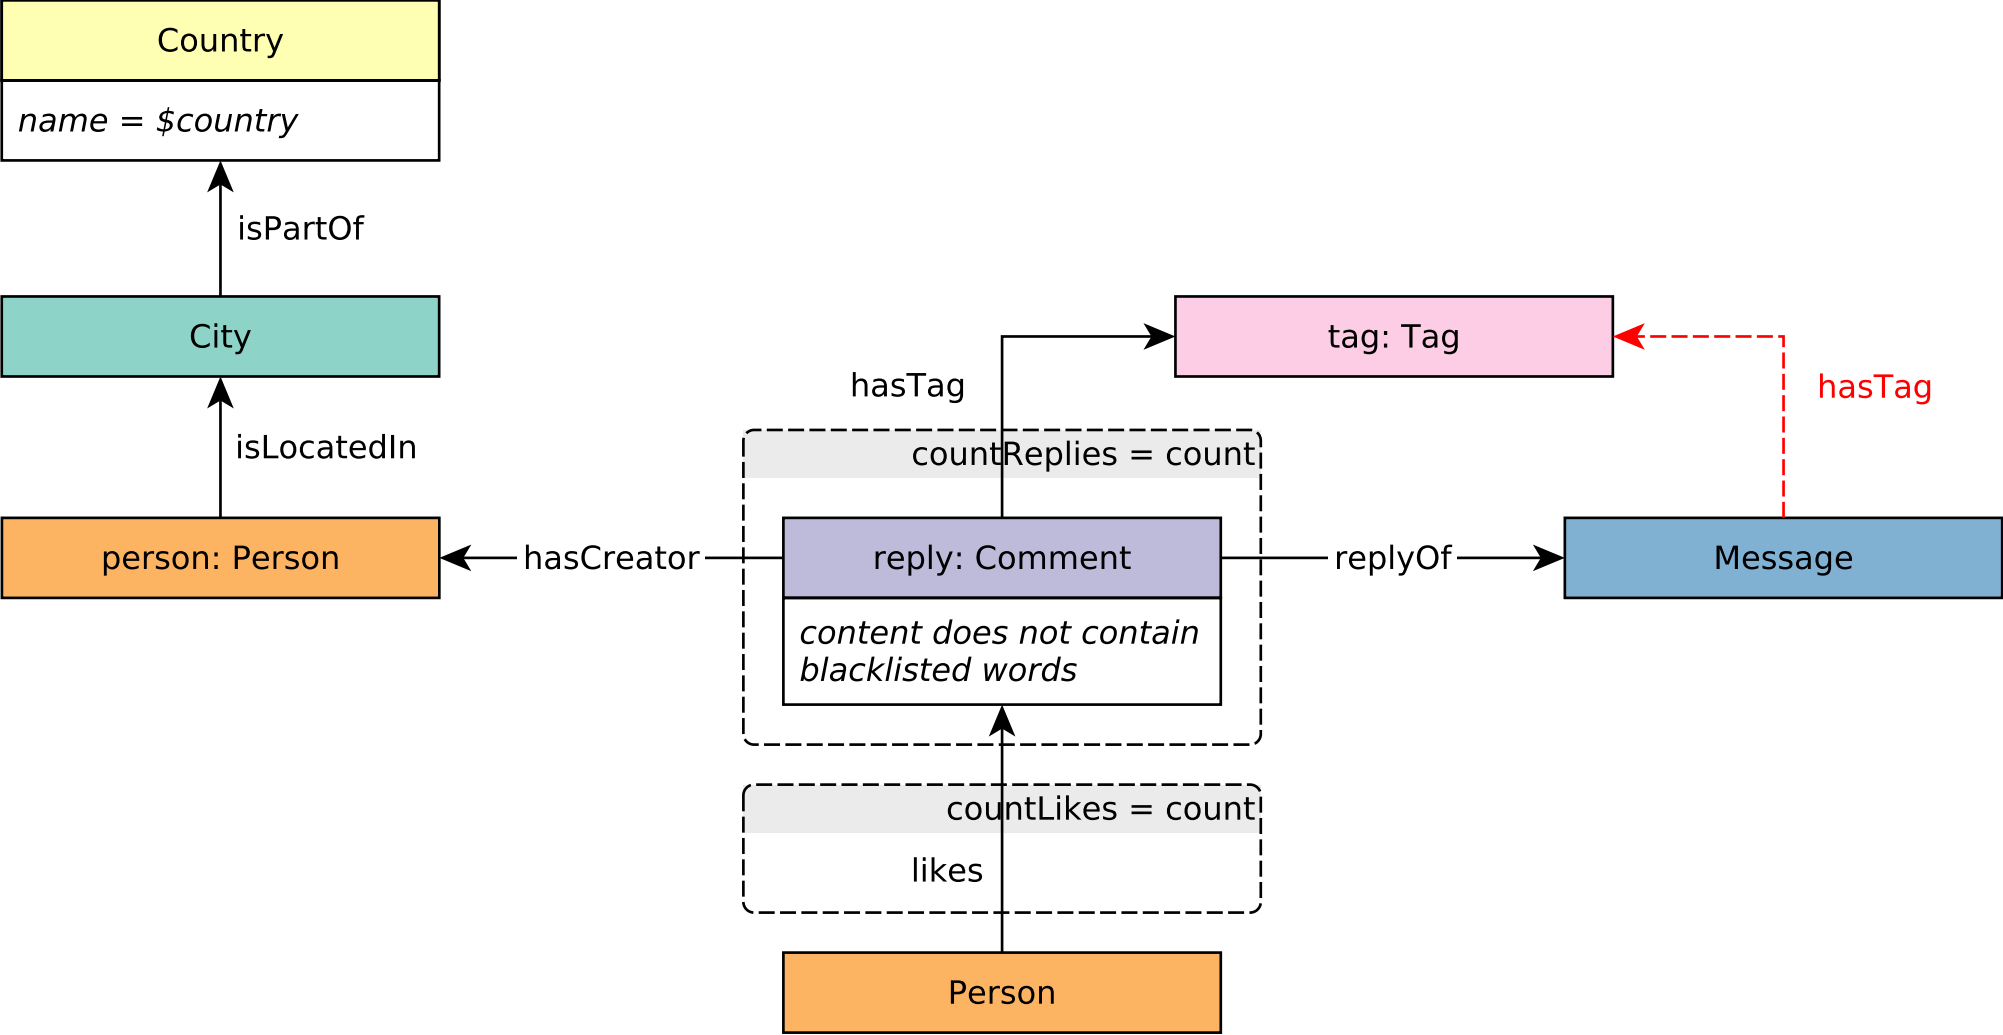 Country
name = $country
isPartOf
City
tag: Tag
hasTag
hasTag
isLocatedIn
countReplies = count
person: Person
hasCreator
reply: Comment
replyOf
Message
content does not contain
blacklisted words
countLikes = count
likes
Person